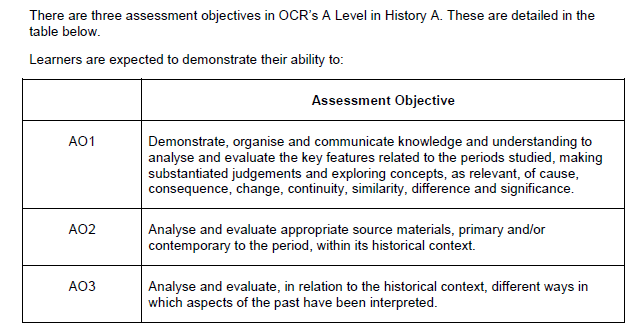 There are three assessment objectives in OCR's A Level in History A. These are detailed in the
table below.
Learners are expected to demonstrate their ability to:
Assessment Objective
AO1
Demonstrate, organise and communicate knowledge and understanding to
analyse and evaluate the key features related to the periods studied, making
substantiated judgements and exploring concepts, as relevant, of cause,
consequence, change, continuity, similarity, difference and significance.
AO2
Analyse and evaluate appropriate source materials, primary and/or
contemporary to the period, within its historical context.
AO3
Analyse and evaluate, in relation to the historical context, different ways in
which aspects of the past have been interpreted.